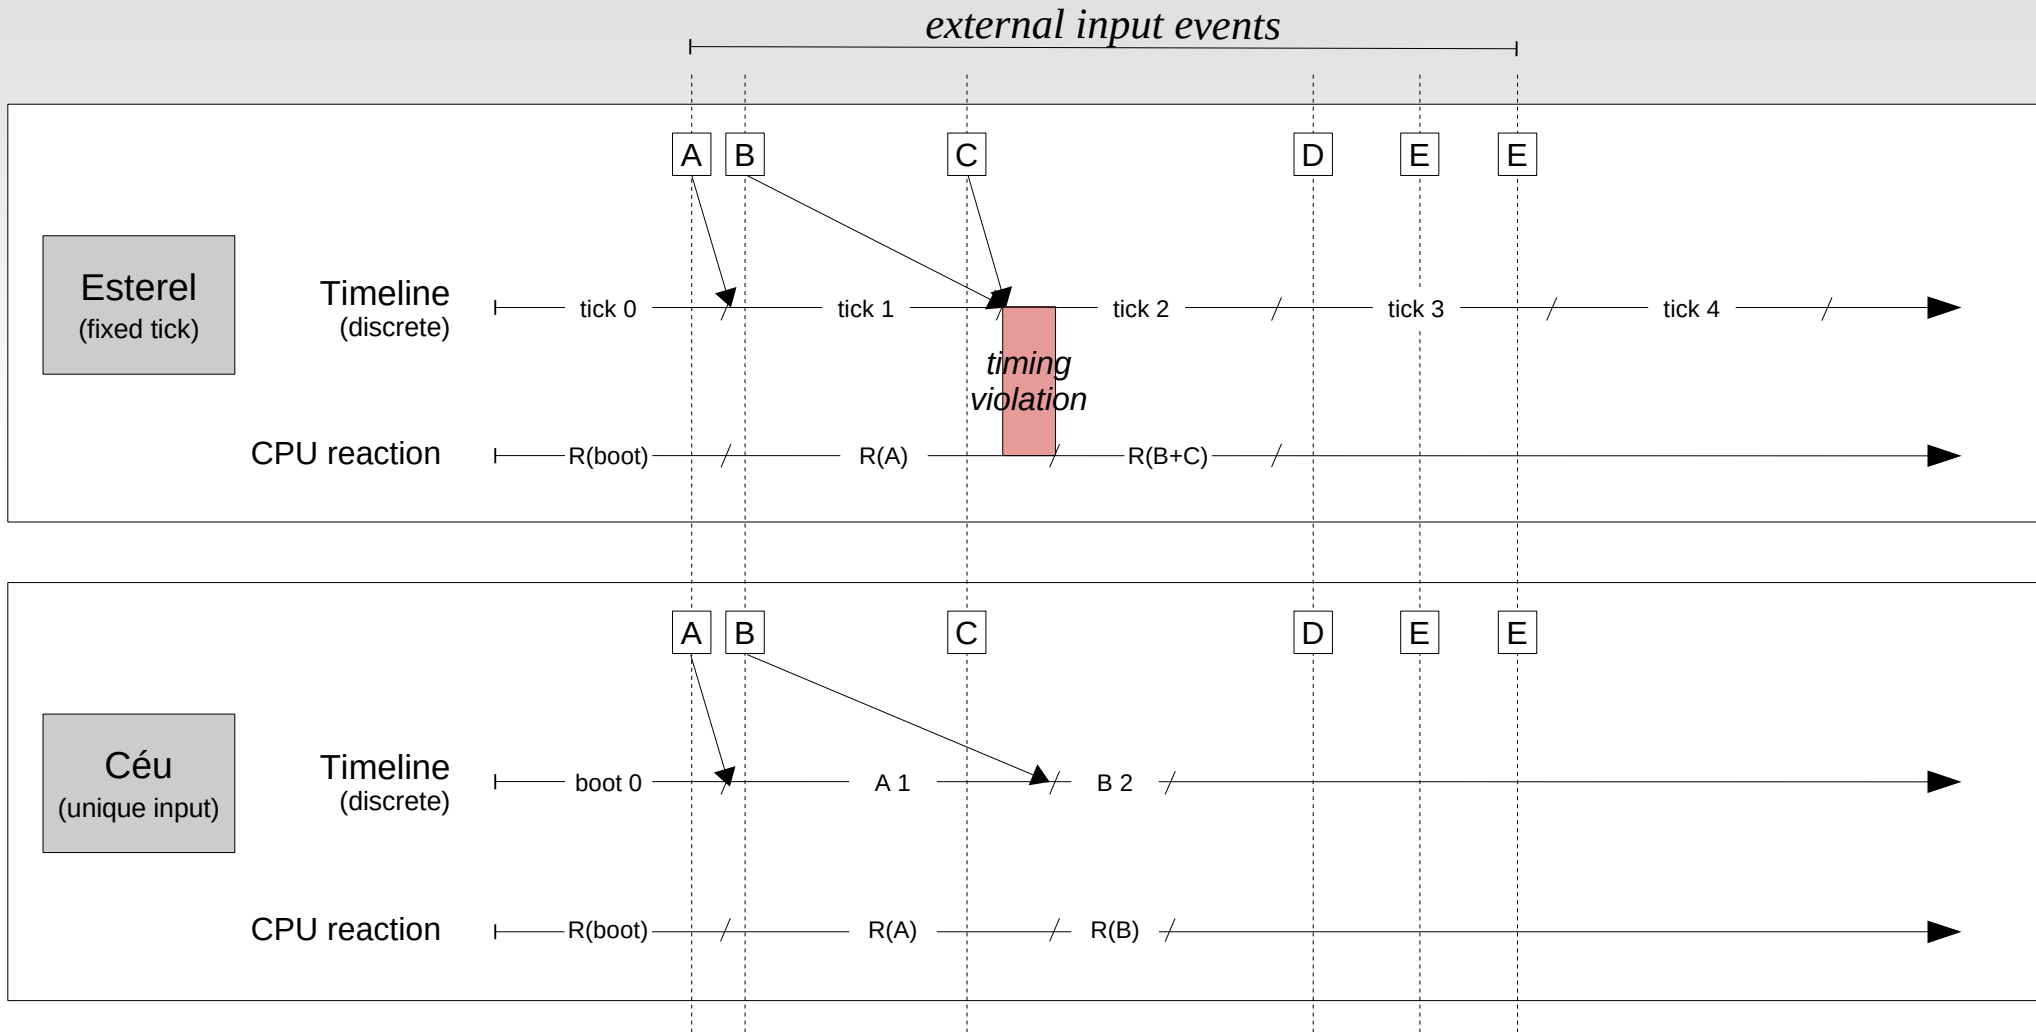 external input events
A B C D E E
Esterel
(fixed tick)
Timeline
(discrete)
tick 0 tick 1 tick 2 tick 3 tick 4
timing
violation
CPU reaction
R(boot) R(A) R(B+C)
A B C D E E
Céu
(unique input)
Timeline
(discrete)
boot 0 A 1 B 2
CPU reaction
R(boot) R(A) R(B)